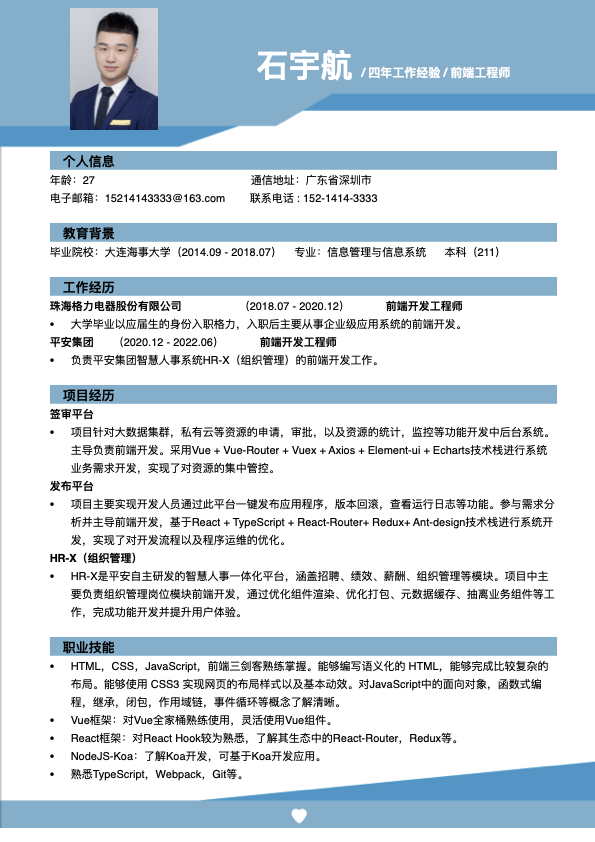 石宇航 / 四年工作经验 / 前端工程师
个人信息
年龄：27 通信地址：广东省深圳市
电子邮箱：15214143333@163.com 联系电话 : 152-1414-3333
教育背景
毕业院校：大连海事大学（2014.09 - 2018.07） 专业：信息管理与信息系统 本科（211）
工作经历
珠海格力电器股份有限公司 （2018.07 - 2020.12） 前端开发工程师
• 大学毕业以应届生的身份入职格力，入职后主要从事企业级应用系统的前端开发。
平安集团 （2020.12 - 2022.06） 前端开发工程师
• 负责平安集团智慧人事系统HR-X（组织管理）的前端开发工作。
项目经历
签审平台
• 项目针对大数据集群，私有云等资源的申请，审批，以及资源的统计，监控等功能开发中后台系统。
主导负责前端开发。采用Vue + Vue-Router + Vuex + Axios + Element-ui + Echarts技术栈进行系统
业务需求开发，实现了对资源的集中管控。
发布平台
• 项目主要实现开发人员通过此平台一键发布应用程序，版本回滚，查看运行日志等功能。参与需求分
析并主导前端开发，基于React + TypeScript + React-Router+ Redux+ Ant-design技术栈进行系统开
发，实现了对开发流程以及程序运维的优化。
HR-X（组织管理）
• HR-X是平安自主研发的智慧人事一体化平台，涵盖招聘、绩效、薪酬、组织管理等模块。项目中主
要负责组织管理岗位模块前端开发，通过优化组件渲染、优化打包、元数据缓存、抽离业务组件等工
作，完成功能开发并提升用户体验。
职业技能
• HTML，CSS，JavaScript，前端三剑客熟练掌握。能够编写语义化的 HTML，能够完成比较复杂的
布局。能够使用 CSS3 实现网页的布局样式以及基本动效。对JavaScript中的面向对象，函数式编
程，继承，闭包，作用域链，事件循环等概念了解清晰。
• Vue框架：对Vue全家桶熟练使用，灵活使用Vue组件。
• React框架：对React Hook较为熟悉，了解其生态中的React-Router，Redux等。
• NodeJS-Koa：了解Koa开发，可基于Koa开发应用。
• 熟悉TypeScript，Webpack，Git等。